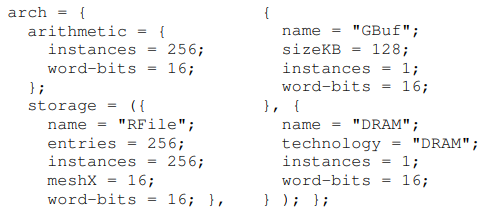 arch = {
  arithmetic = {
    instances = 256;
    word-bits = 16;
  };
  storage = ({
    name = "RFile";
    entries = 256;
    instances = 256;
    meshX = 16;
    word-bits = 16; },
{
  name = "GBuf";
  sizeKB = 128;
  instances = 1;
  word-bits = 16;
}, {
  name = "DRAM";
  technology = "DRAM";
  instances = 1;
  word-bits = 16;
} ); };